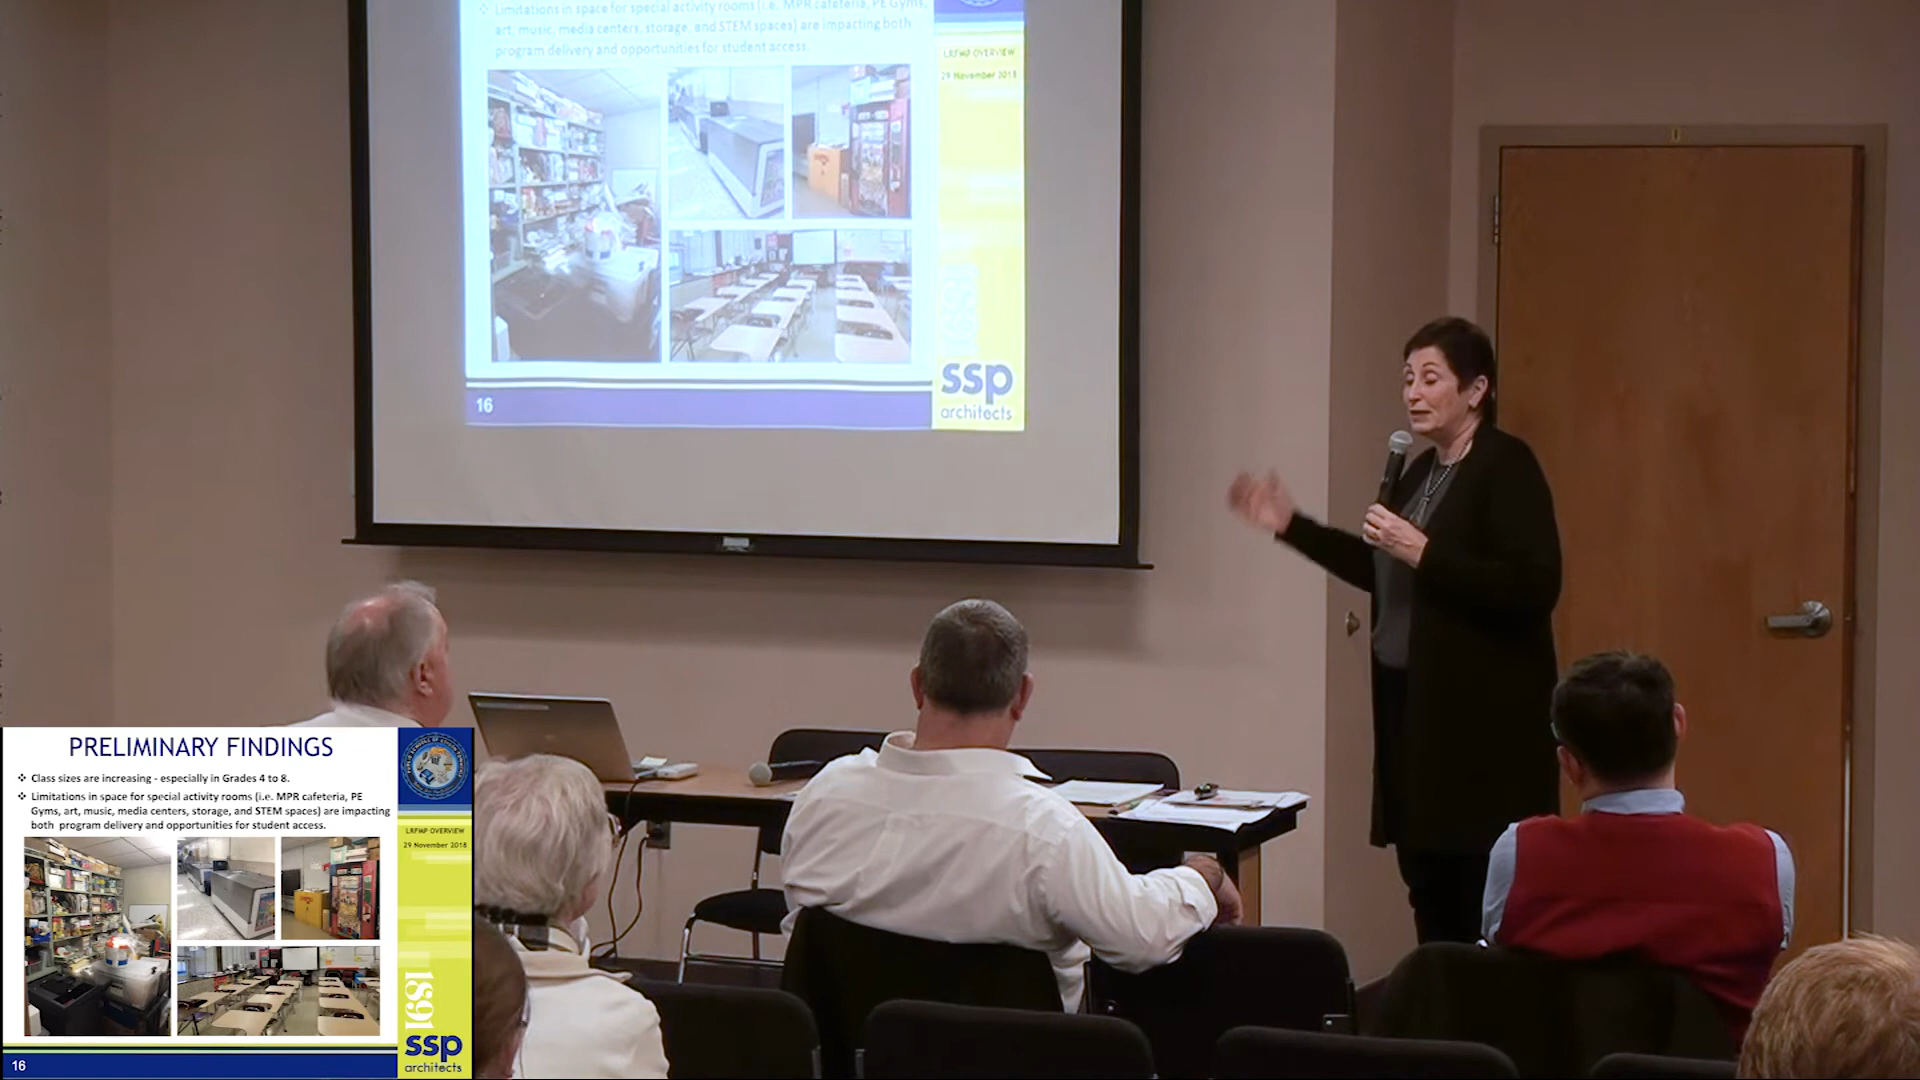 Limitations in space for special activity rooms (i.e. MPR cafeteria, PE Gyms,
art, music, media centers, storage, and STEM spaces) are impacting both
program delivery and opportunities for student access.
LRFMP OVERVIEW
29 November 2018
ssp
architects
16
PRELIMINARY FINDINGS
Class sizes are increasing - especially in Grades 4 to 8.
Limitations in space for special activity rooms (i.e. MPR cafeteria, PE
Gyms, art, music, media centers, storage, and STEM spaces) are impacting
both program delivery and opportunities for student access.
LRFMP OVERVIEW
29 November 2018
1891
ssp
architects
16